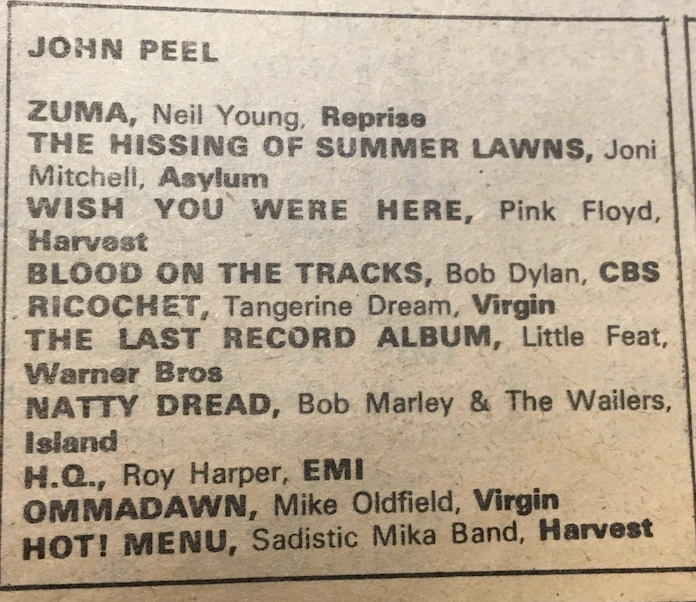 JOHN PEEL
ZUMA, Neil Young, Reprise
THE HISSING OF SUMMER LAWNS, Joni
Mitchell, Asylum
WISH YOU WERE HERE, Pink Floyd,
Harvest
BLOOD ON THE TRACKS, Bob Dylan, CBS
RICOCHET, Tangerine Dream, Virgin
THE LAST RECORD ALBUM, Little Feat,
Warner Bros
NATTY DREAD, Bob Marley & The Wailers,
Island
H.Q., Roy Harper, EMI
OMMADAWN, Mike Oldfield, Virgin
HOT! MENU, Sadistic Mika Band, Harvest